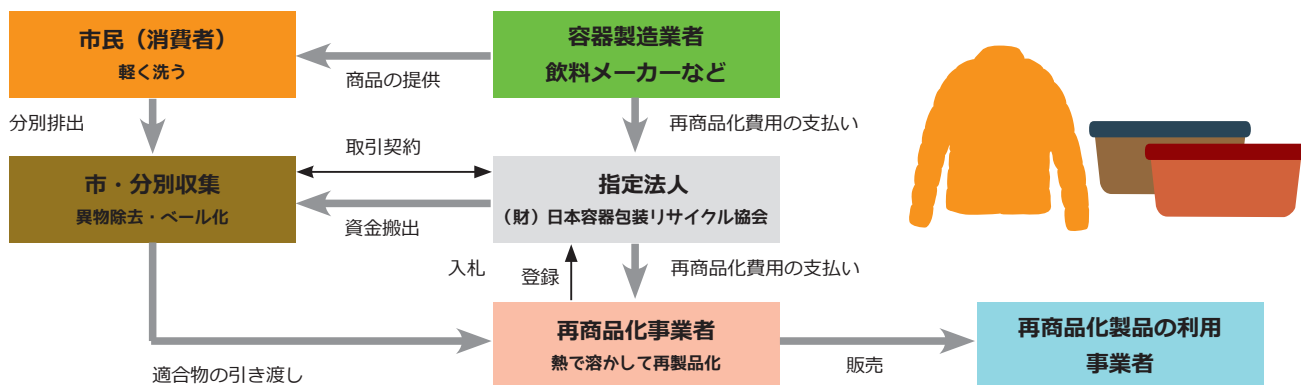 市民（消費者）
軽く洗う
容器製造業者
飲料メーカーなど
商品の提供
分別排出
再商品化費用の支払い
取引契約
市・分別収集
異物除去・ベール化
指定法人
（財）日本容器包装リサイクル協会
資金搬出
入札
登録
再商品化費用の支払い
再商品化事業者
熱で溶かして再製品化
再商品化製品の利用
事業者
販売
適合物の引き渡し